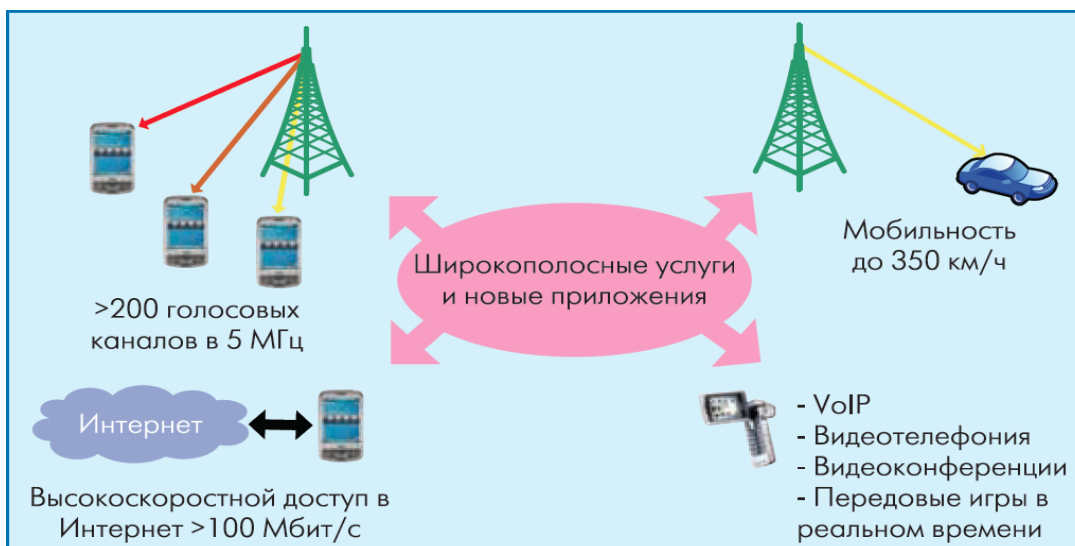 >200 голосовых
каналов в 5 МГц
Мобильность
до 350 км/ч
Широкополосные услуги
и новые приложения
Интернет
Высокоскоростной доступ в
Интернет >100 Мбит/с
- VoIP
- Видеотелефония
- Видеоконференции
- Передовые игры в
реальном времени